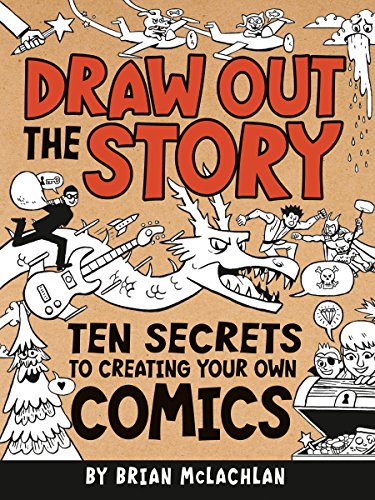 DRAW OUT
THE STORY
TEN SECRETS
TO CREATING YOUR OWN
COMICS
BY BRIAN McLACHLAN